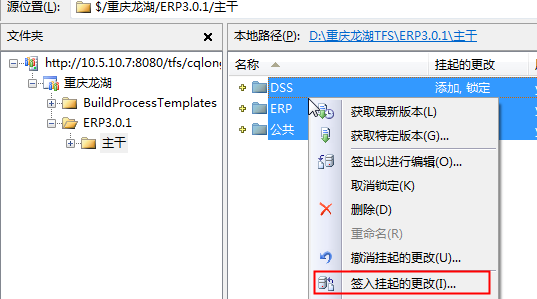 源位置(L): $/重庆龙湖/ERP3.0.1/主干
文件夹
本地路径(P): D:\重庆龙湖TFS\ERP3.0.1\主干
http://10.5.10.7:8080/tfs/cqlong
重庆龙湖
BuildProcessTemplates
ERP3.0.1
主干
名称 挂起的更改
DSS 添加, 锁定
ERP
公共
获取最新版本(L)
获取特定版本(G)...
签出以进行编辑(O)...
取消锁定(K)
删除(D)
重命名(R)
撤消挂起的更改(U)...
签入挂起的更改(I)...